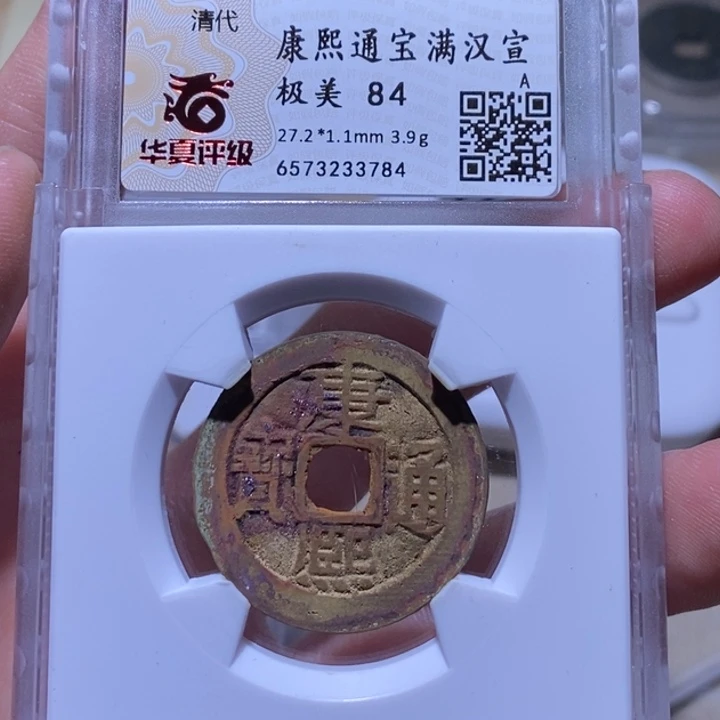 清代
康熙通宝满汉宣
极美 84
A
27.2*1.1mm 3.9g
华夏评级
6573233784
康
寶 通
熙